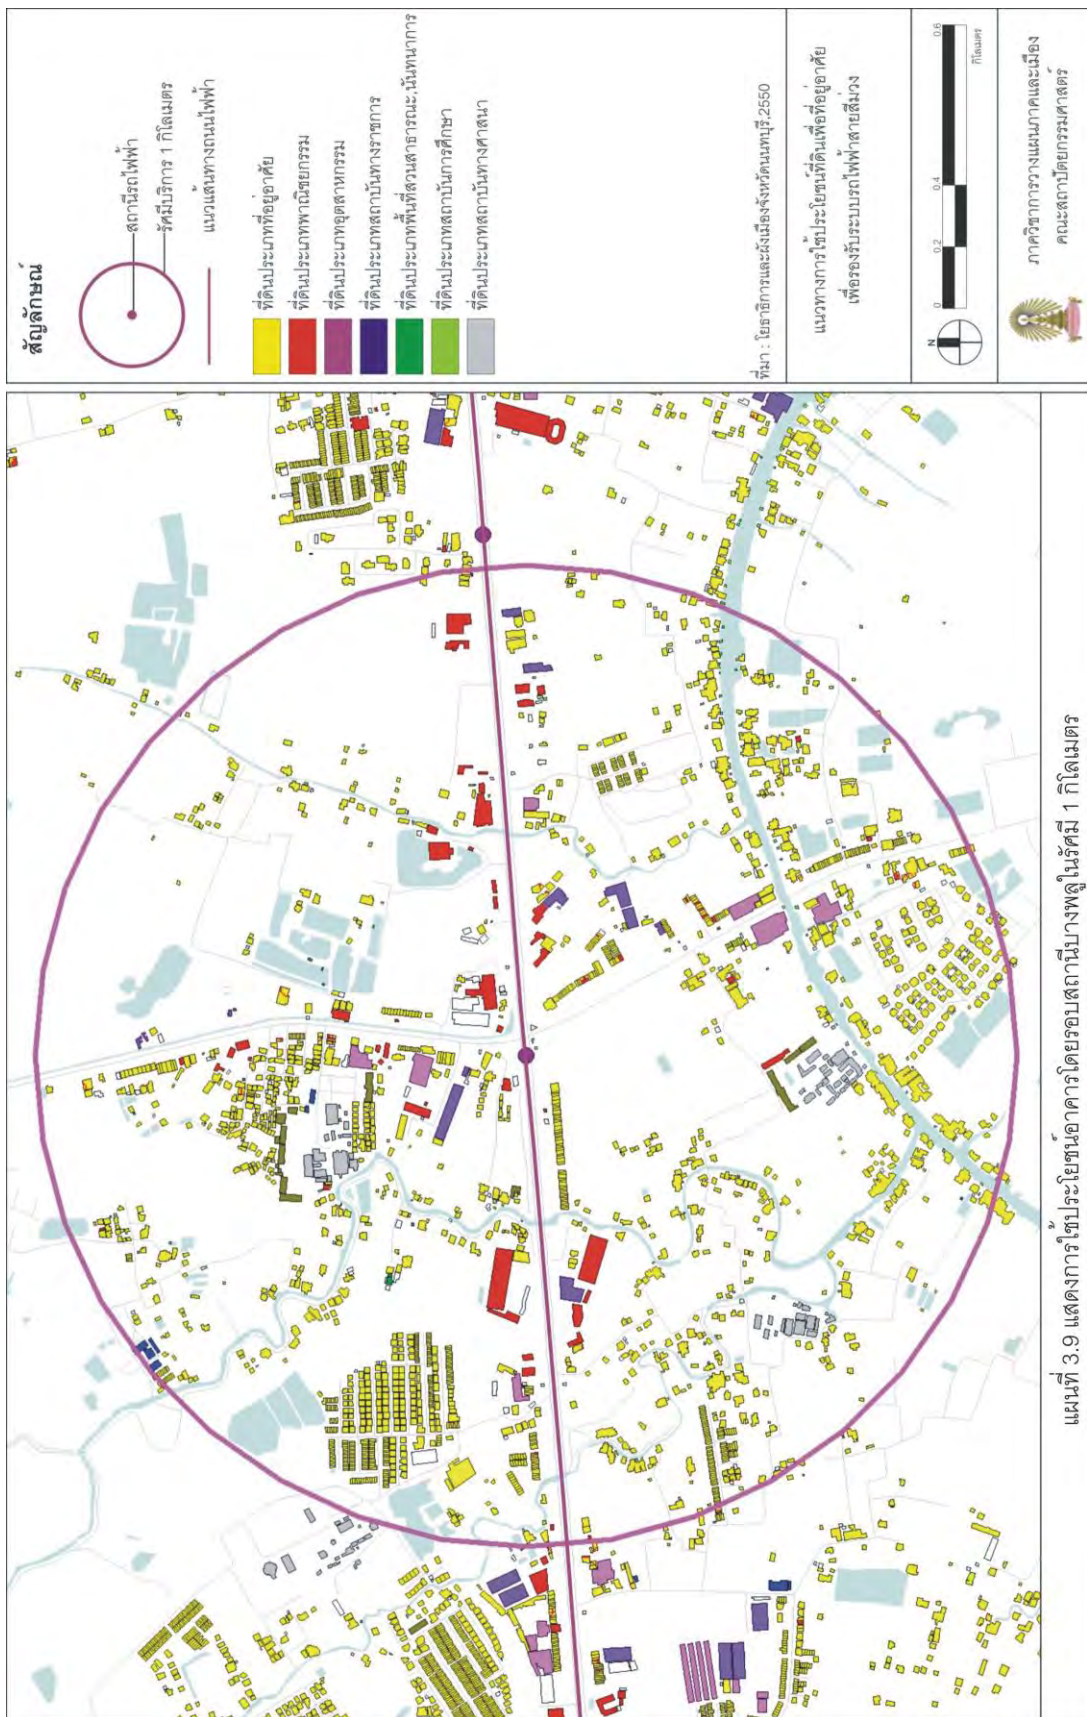 สัญลักษณ์
สถานีรถไฟฟ้า
รัศมีบริการ 1 กิโลเมตร
แนวเส้นทางถนนไฟฟ้า
ที่ดินประเภทที่อยู่อาศัย
ที่ดินประเภทพาณิชยกรรม
ที่ดินประเภทอุตสาหกรรม
ที่ดินประเภทสถาบันทางราชการ
ที่ดินประเภทพื้นที่สวนสาธารณะ,นันทนาการ
ที่ดินประเภทสถาบันการศึกษา
ที่ดินประเภทสถาบันทางศาสนา
ที่มา : โยธาธิการและผังเมืองจังหวัดนนทบุรี,2550
แนวทางการใช้ประโยชน์ที่ดินเพื่อที่อยู่อาศัย
เพื่อรองรับระบบรถไฟฟ้าสายสีม่วง
N
0 0.2 0.4 0.6
กิโลเมตร
ภาควิชาการวางแผนภาคและเมือง
คณะสถาปัตยกรรมศาสตร์
แผนที่ 3.9 แสดงการใช้ประโยชน์อาคารโดยรอบสถานีบางพลูในรัศมี 1 กิโลเมตร